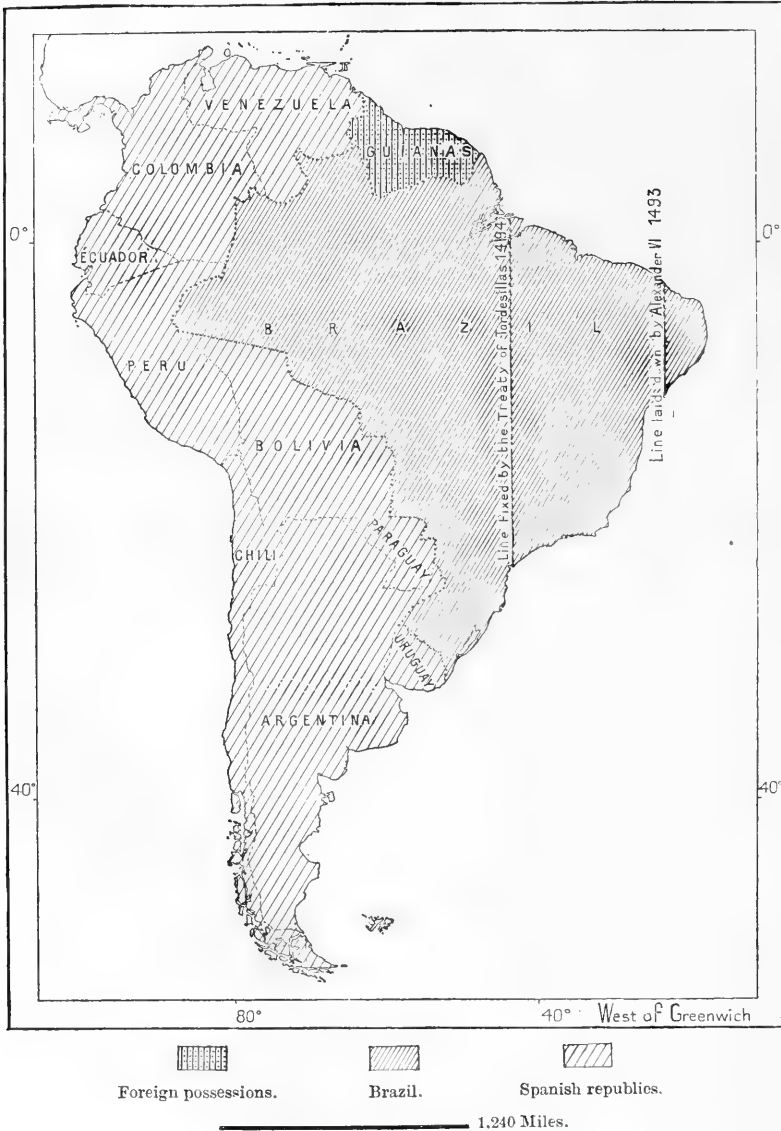 VENEZUELA
GUIANAS
COLOMBIA
0°
0°
ECUADOR
BRAZIL
PERU
BOLIVIA
Line Fixed by the Treaty of Tordesillas 1494
Line laid down by Alexander VI 1493
PARAGUAY
CHILI
URUGUAY
ARGENTINA
40°
40°
80°
40°
West of Greenwich
Foreign possessions.
Brazil.
Spanish republics.
1,240 Miles.